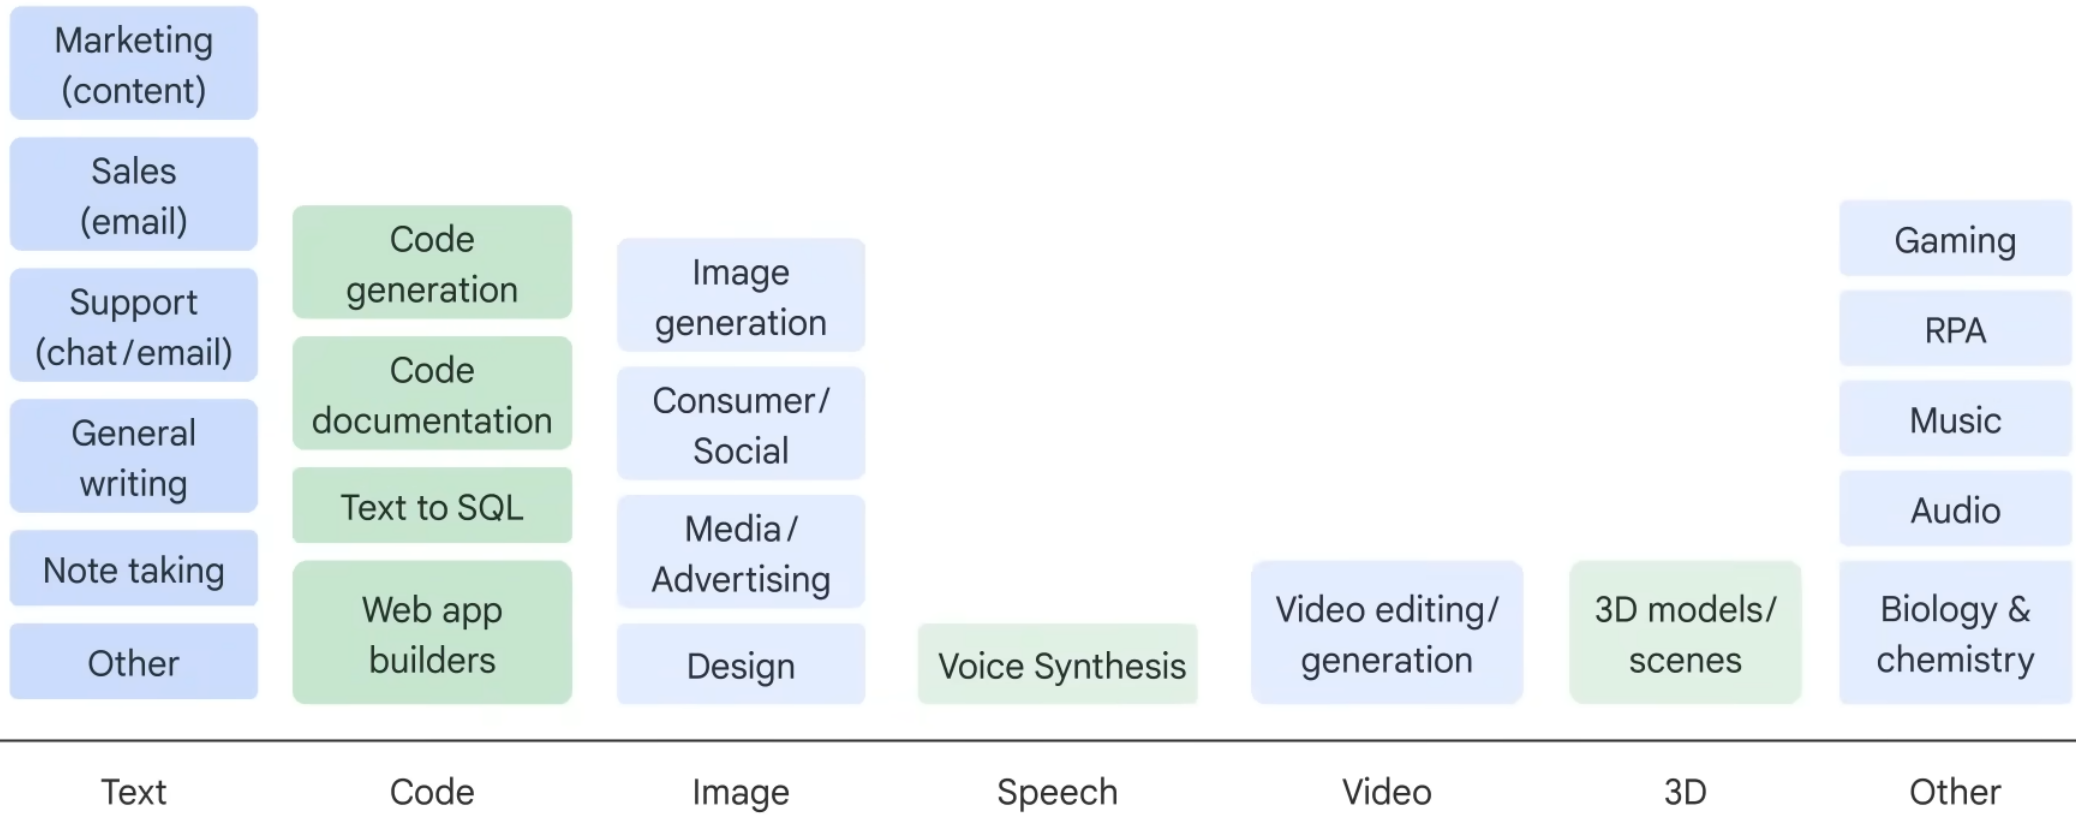 Marketing
(content)
Sales
(email)
Support
(chat/email)
General
writing
Note taking
Other
Code
generation
Code
documentation
Text to SQL
Web app
builders
Image
generation
Consumer/
Social
Media/
Advertising
Design
Voice Synthesis
Video editing/
generation
3D models/
scenes
Gaming
RPA
Music
Audio
Biology &
chemistry
Text
Code
Image
Speech
Video
3D
Other